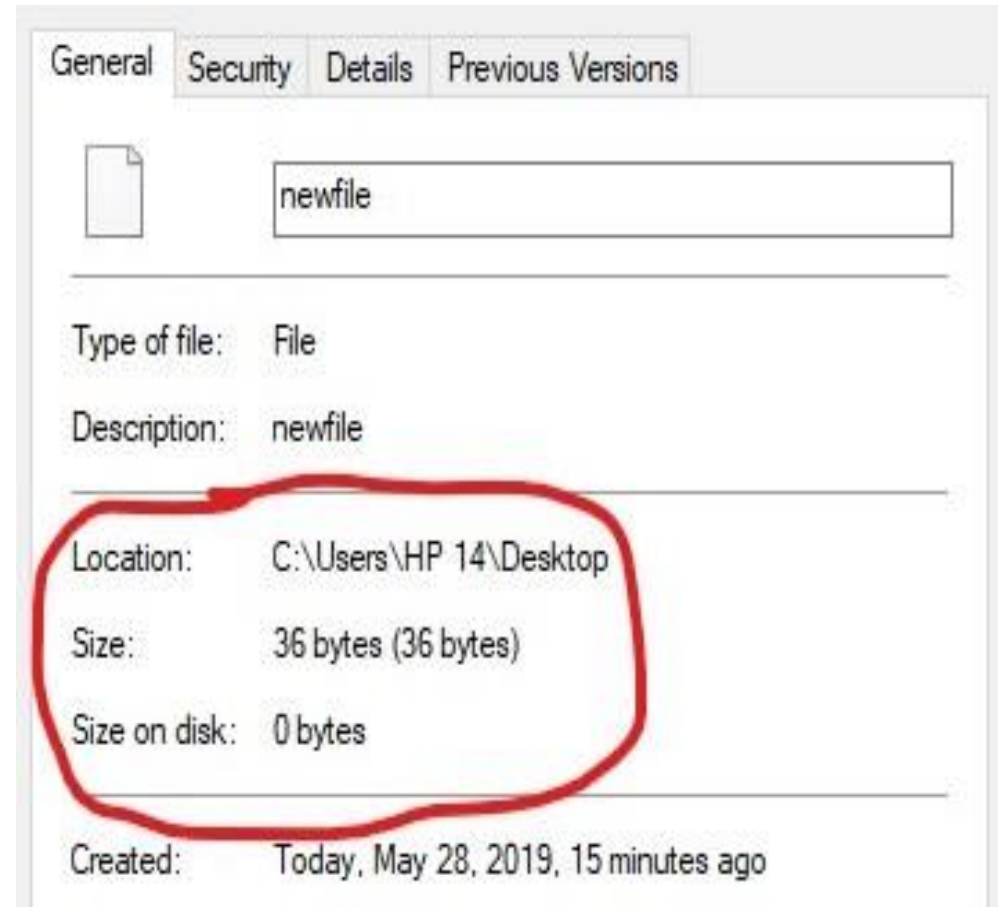 General Security Details Previous Versions
newfile
Type of file: File
Description: newfile
Location: C:\Users\HP 14\Desktop
Size: 36 bytes (36 bytes)
Size on disk: 0 bytes
Created: Today, May 28, 2019, 15 minutes ago